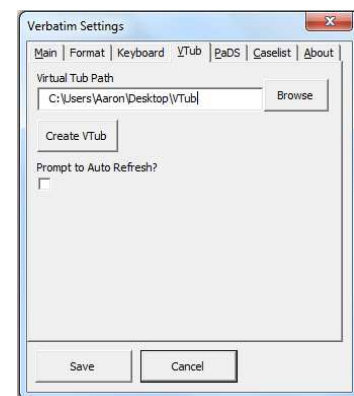 Verbatim Settings
Main Format Keyboard VTub PaDS Caselist About
Virtual Tub Path
C:\Users\Aaron\Desktop\VTub Browse
Create VTub
Prompt to Auto Refresh?
Save Cancel